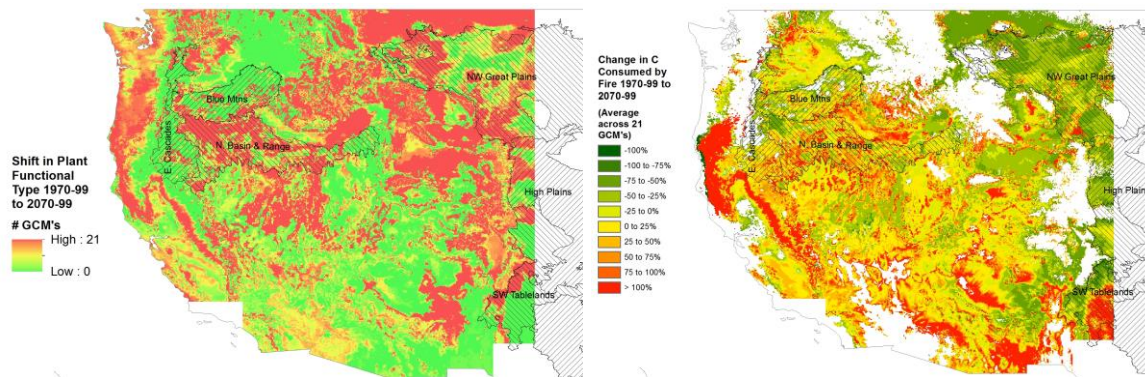 Shift in Plant
Functional
Type 1970-99
to 2070-99
# GCM's
High : 21
Low : 0
Blue Mtns
E. Cascades
N. Basin & Range
NW Great Plains
High Plains
SW Tablelands
Change in C
Consumed by
Fire 1970-99 to
2070-99
(Average
across 21
GCM's)
-100%
-100 to -75%
-75 to -50%
-50 to -25%
-25 to 0%
0 to 25%
25 to 50%
50 to 75%
75 to 100%
> 100%
Blue Mtns
E. Cascades
N. Basin & Range
NW Great Plains
High Plains
SW Tablelands